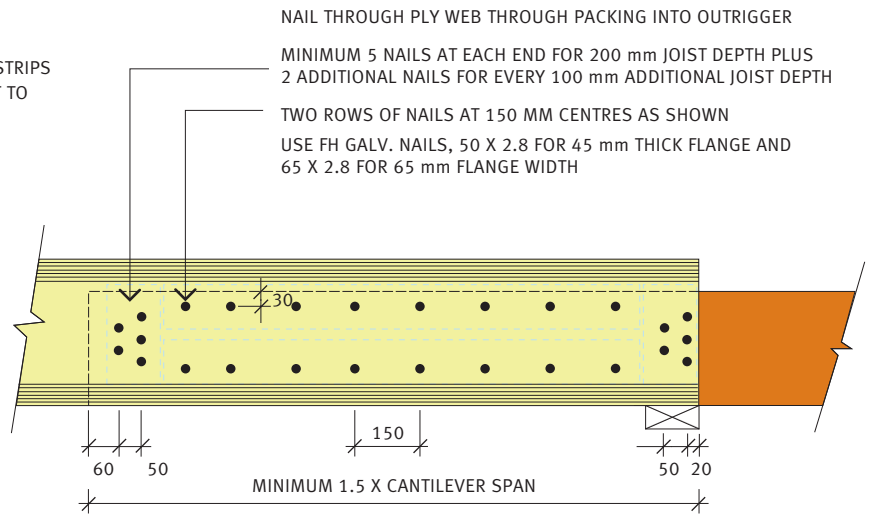 NAIL THROUGH PLY WEB THROUGH PACKING INTO OUTRIGGER
STRIPS
TO
MINIMUM 5 NAILS AT EACH END FOR 200 mm JOIST DEPTH PLUS
2 ADDITIONAL NAILS FOR EVERY 100 mm ADDITIONAL JOIST DEPTH
TWO ROWS OF NAILS AT 150 MM CENTRES AS SHOWN
USE FH GALV. NAILS, 50 X 2.8 FOR 45 mm THICK FLANGE AND
65 X 2.8 FOR 65 mm FLANGE WIDTH
30
150
60 50
50 20
MINIMUM 1.5 X CANTILEVER SPAN